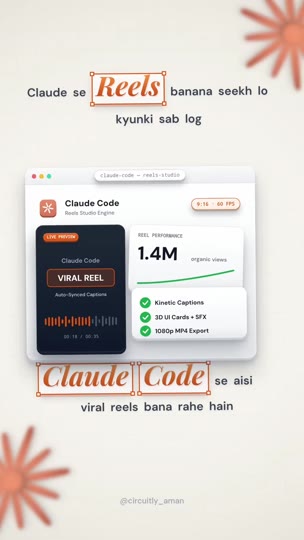 Claude se Reels banana seekh lo
kyunki sab log
claude-code — reels-studio
Claude Code
Reels Studio Engine
9:16 · 60 FPS
LIVE PREVIEW
Claude Code
VIRAL REEL
Auto-Synced Captions
00:18 / 00:35
REEL PERFORMANCE
1.4M organic views
Kinetic Captions
3D UI Cards + SFX
1080p MP4 Export
Claude Code se aisi
viral reels bana rahe hain
@circuitly_aman